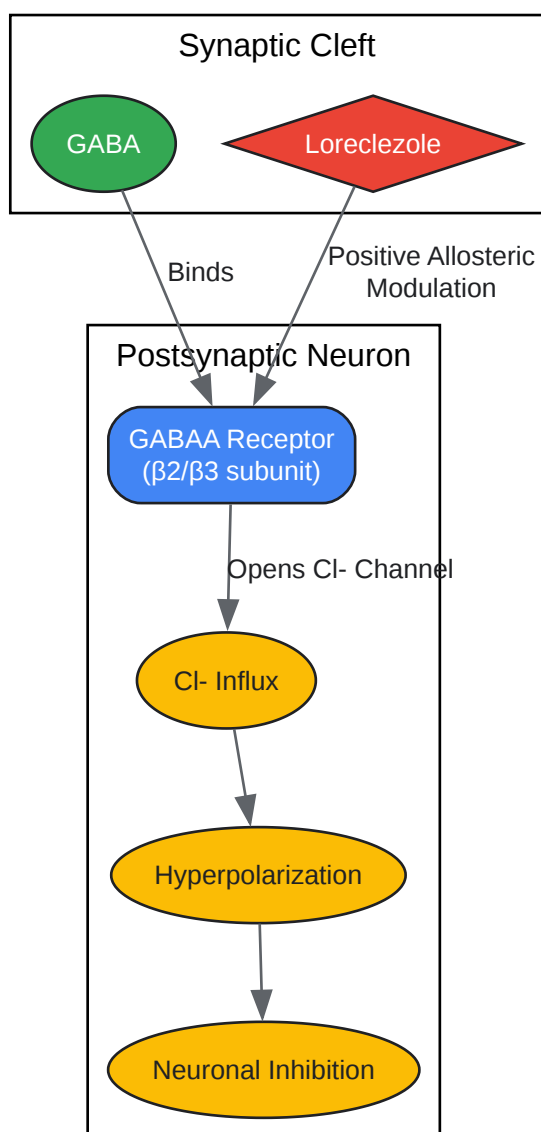 Synaptic Cleft
GABA
Loreclezole
Binds
Positive Allosteric
Modulation
Postsynaptic Neuron
GABAA Receptor
(β2/β3 subunit)
Opens Cl- Channel
Cl- Influx
Hyperpolarization
Neuronal Inhibition